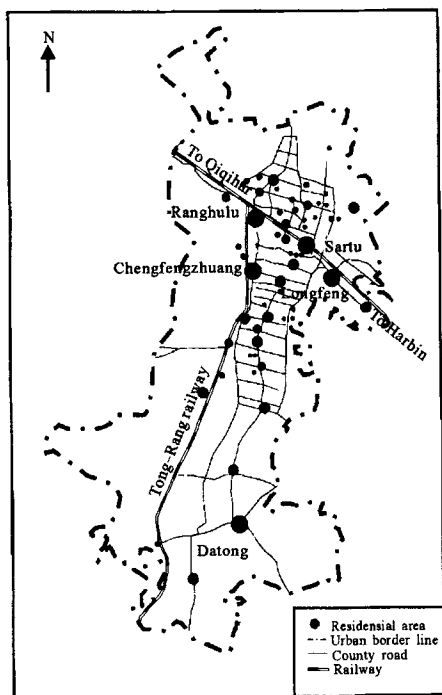 N
To Qiqihar
Ranghulu
Sartu
Chengfengzhuang
Longfeng
To Harbin
Tong-Rang railway
Datong
Residensial area
Urban border line
County road
Railway